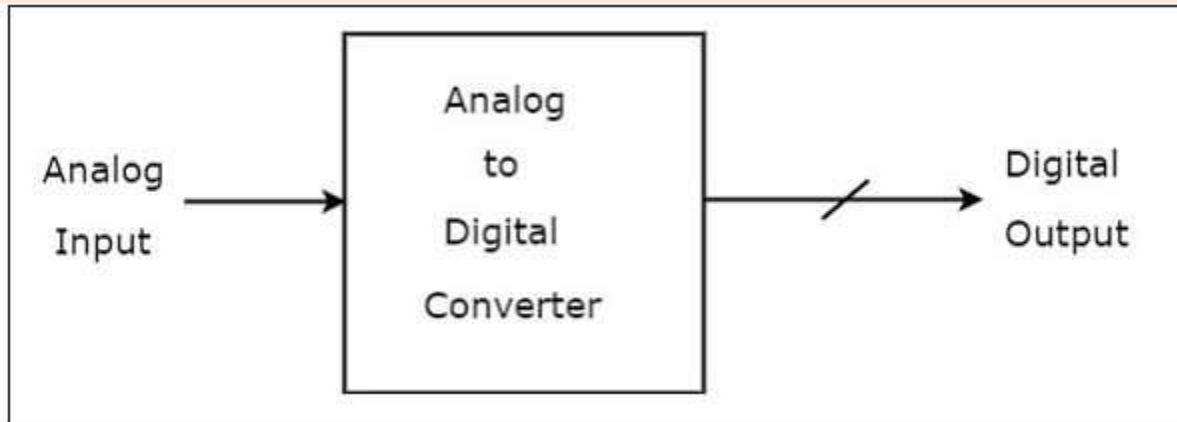 Analog
Input
Analog
to
Digital
Converter
Digital
Output